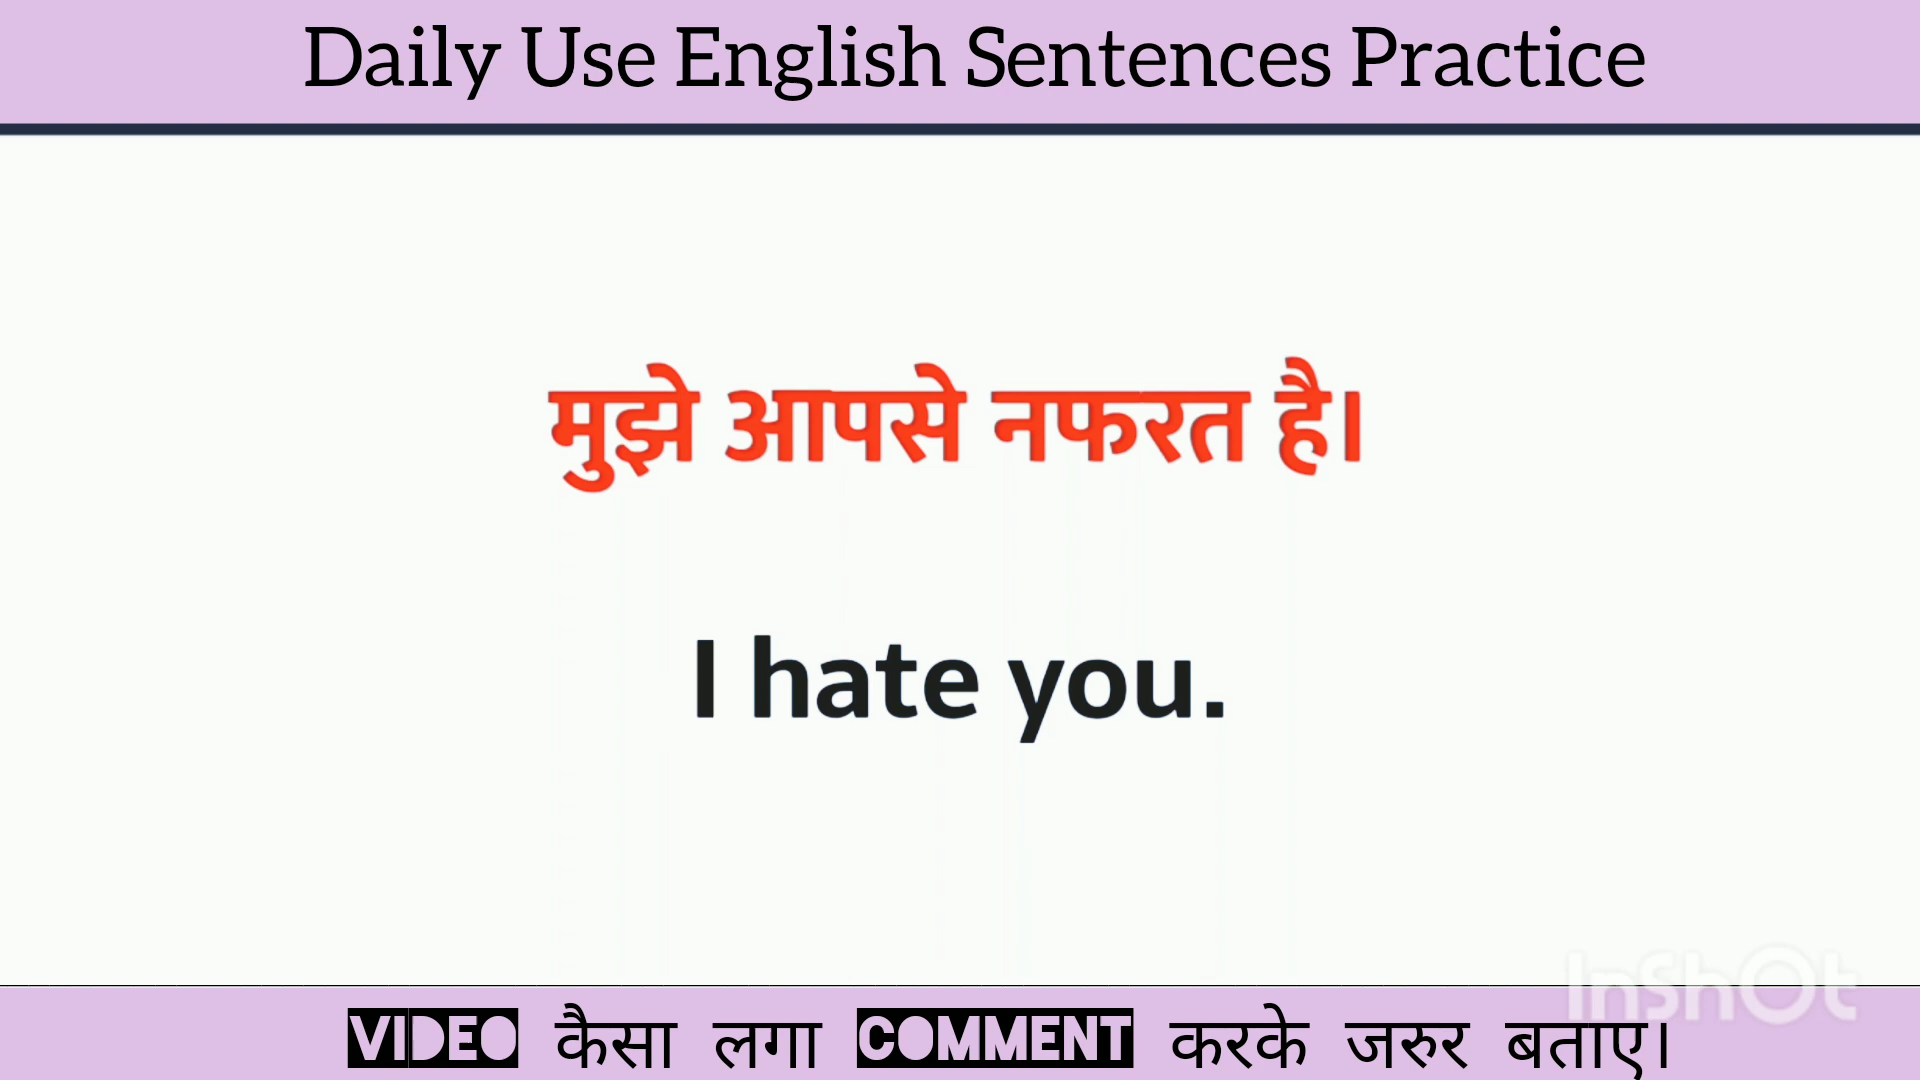 Daily Use English Sentences Practice
मुझे आपसे नफरत है।
I hate you.
InShOt
VIDEO कैसा लगा COMMENT करके जरुर बताए।